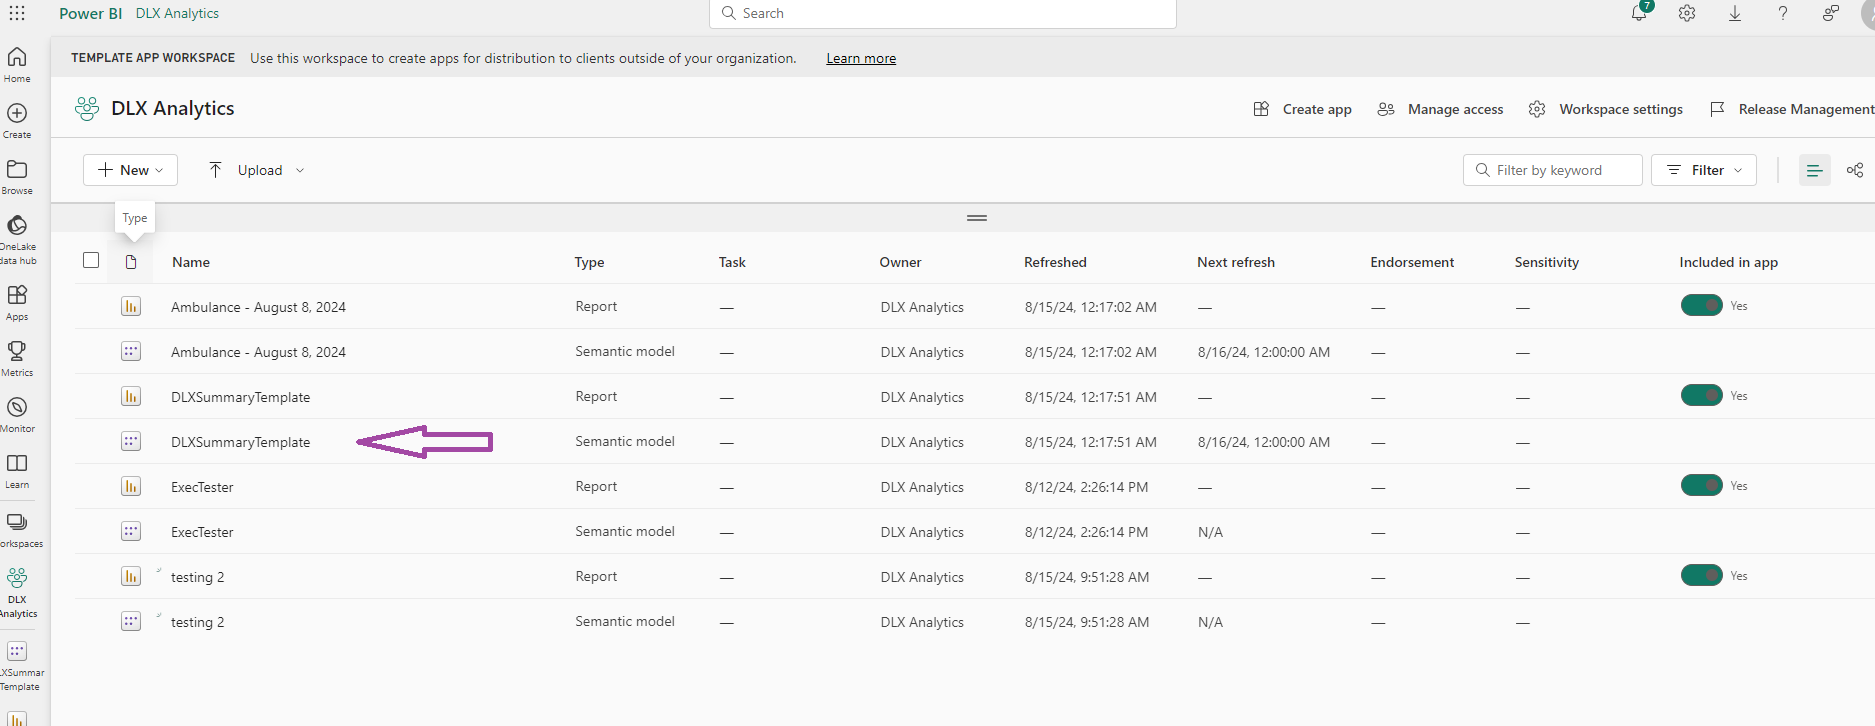 Power BI DLX Analytics Search 7
TEMPLATE APP WORKSPACE Use this workspace to create apps for distribution to clients outside of your organization. Learn more
DLX Analytics Create app Manage access Workspace settings Release Management
New Upload Filter by keyword Filter
Type
Name Type Task Owner Refreshed Next refresh Endorsement Sensitivity Included in app
Ambulance - August 8, 2024 Report — DLX Analytics 8/15/24, 12:17:02 AM — — — Yes
Ambulance - August 8, 2024 Semantic model — DLX Analytics 8/15/24, 12:17:02 AM 8/16/24, 12:00:00 AM — —
DLXSummaryTemplate Report — DLX Analytics 8/15/24, 12:17:51 AM — — — Yes
DLXSummaryTemplate Semantic model — DLX Analytics 8/15/24, 12:17:51 AM 8/16/24, 12:00:00 AM — —
ExecTester Report — DLX Analytics 8/12/24, 2:26:14 PM — — — Yes
ExecTester Semantic model — DLX Analytics 8/12/24, 2:26:14 PM N/A — —
testing 2 Report — DLX Analytics 8/15/24, 9:51:28 AM — — — Yes
testing 2 Semantic model — DLX Analytics 8/15/24, 9:51:28 AM N/A — —
Home
Create
Browse
OneLake
data hub
Apps
Metrics
Monitor
Learn
orkspaces
DLX
Analytics
LXSummar
Template